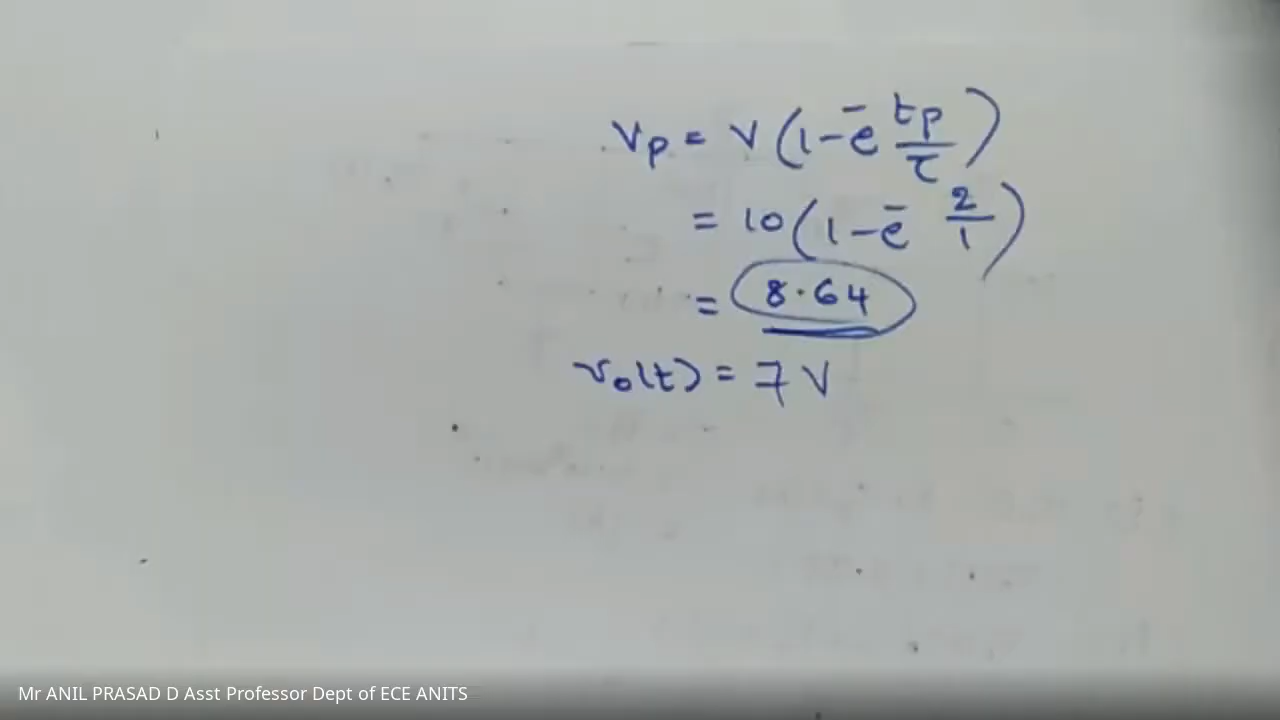 Vp = V (1-e^-tp/τ)
= 10 (1-e^-2/1)
= 8.64
v₀(t) = 7 V
Mr ANIL PRASAD D Asst Professor Dept of ECE ANITS